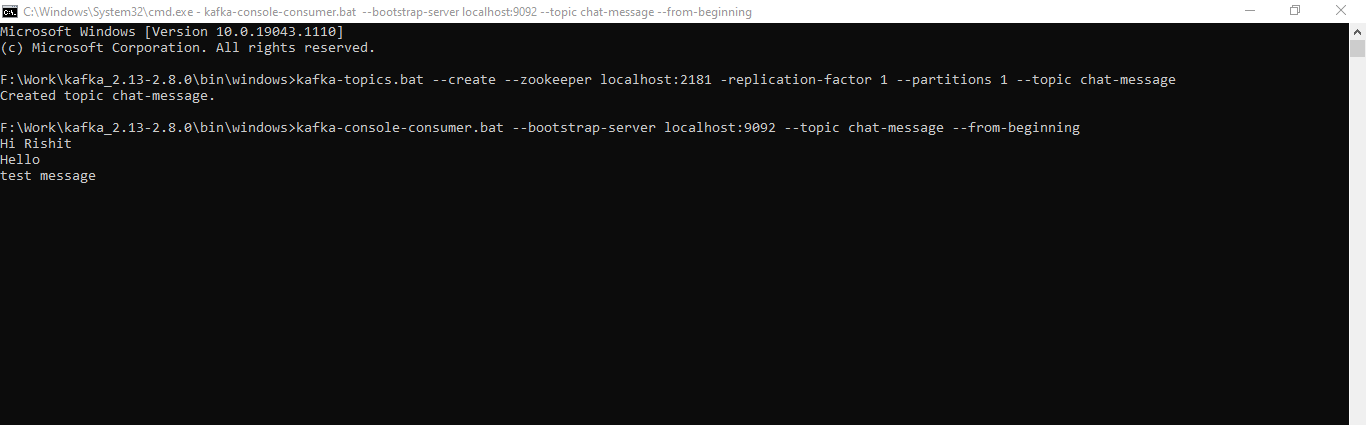 C:\Windows\System32\cmd.exe - kafka-console-consumer.bat --bootstrap-server localhost:9092 --topic chat-message --from-beginning
Microsoft Windows [Version 10.0.19043.1110]
(c) Microsoft Corporation. All rights reserved.
F:\Work\kafka_2.13-2.8.0\bin\windows>kafka-topics.bat --create --zookeeper localhost:2181 -replication-factor 1 --partitions 1 --topic chat-message
Created topic chat-message.
F:\Work\kafka_2.13-2.8.0\bin\windows>kafka-console-consumer.bat --bootstrap-server localhost:9092 --topic chat-message --from-beginning
Hi Rishit
Hello
test message